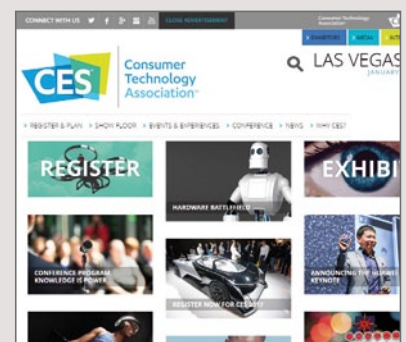 CONNECT WITH US
CLOSE ADVERTISEMENT
Consumer Technology
Association
EXHIBITORS
MEDIA
CES
Consumer
Technology
Association
LAS VEGAS
JANUARY
REGISTER & PLAN
SHOW FLOOR
EVENTS & EXPERIENCES
CONFERENCE
NEWS
WHY CES?
REGISTER
EXHIBI
HARDWARE BATTLEFIELD
CONFERENCE PROGRAM
KNOWLEDGE IS POWER
REGISTER NOW FOR CES 2017
ANNOUNCING THE HUAWEI
KEYNOTE